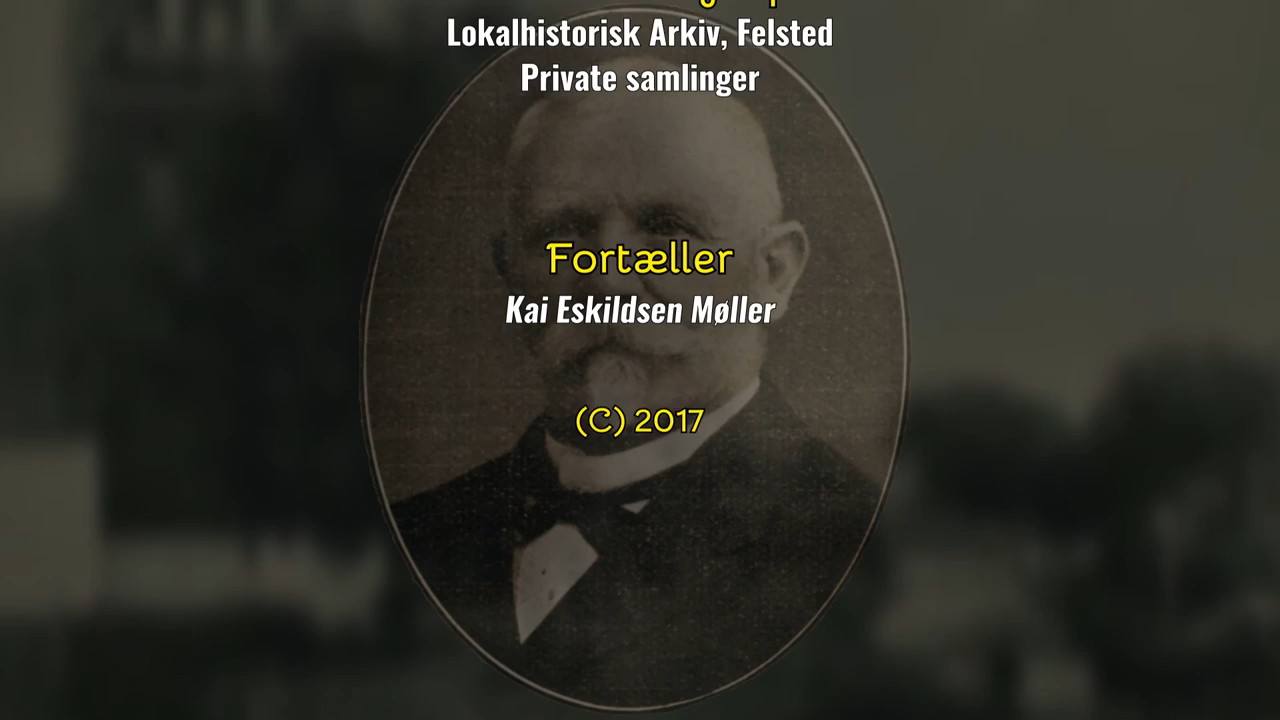 Lokalhistorisk Arkiv, Felsted
Private samlinger
Fortæller
Kai Eskildsen Møller
(C) 2017